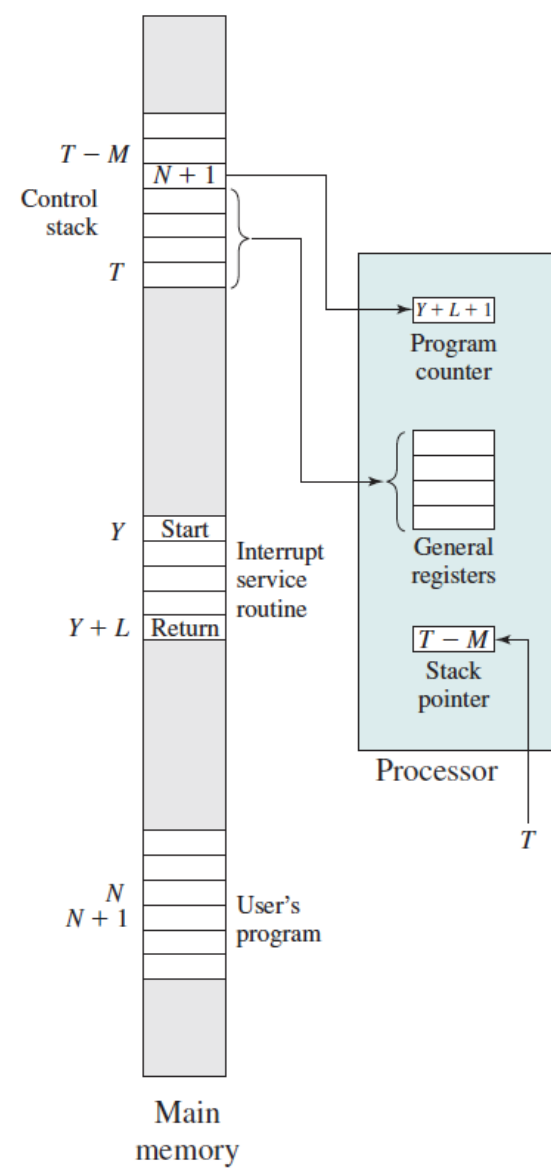 T − M
N + 1
Control
stack
T
Y + L + 1
Program
counter
Y
Start
Interrupt
service
routine
General
registers
Y + L
Return
T − M
Stack
pointer
Processor
T
N
N + 1
User's
program
Main
memory